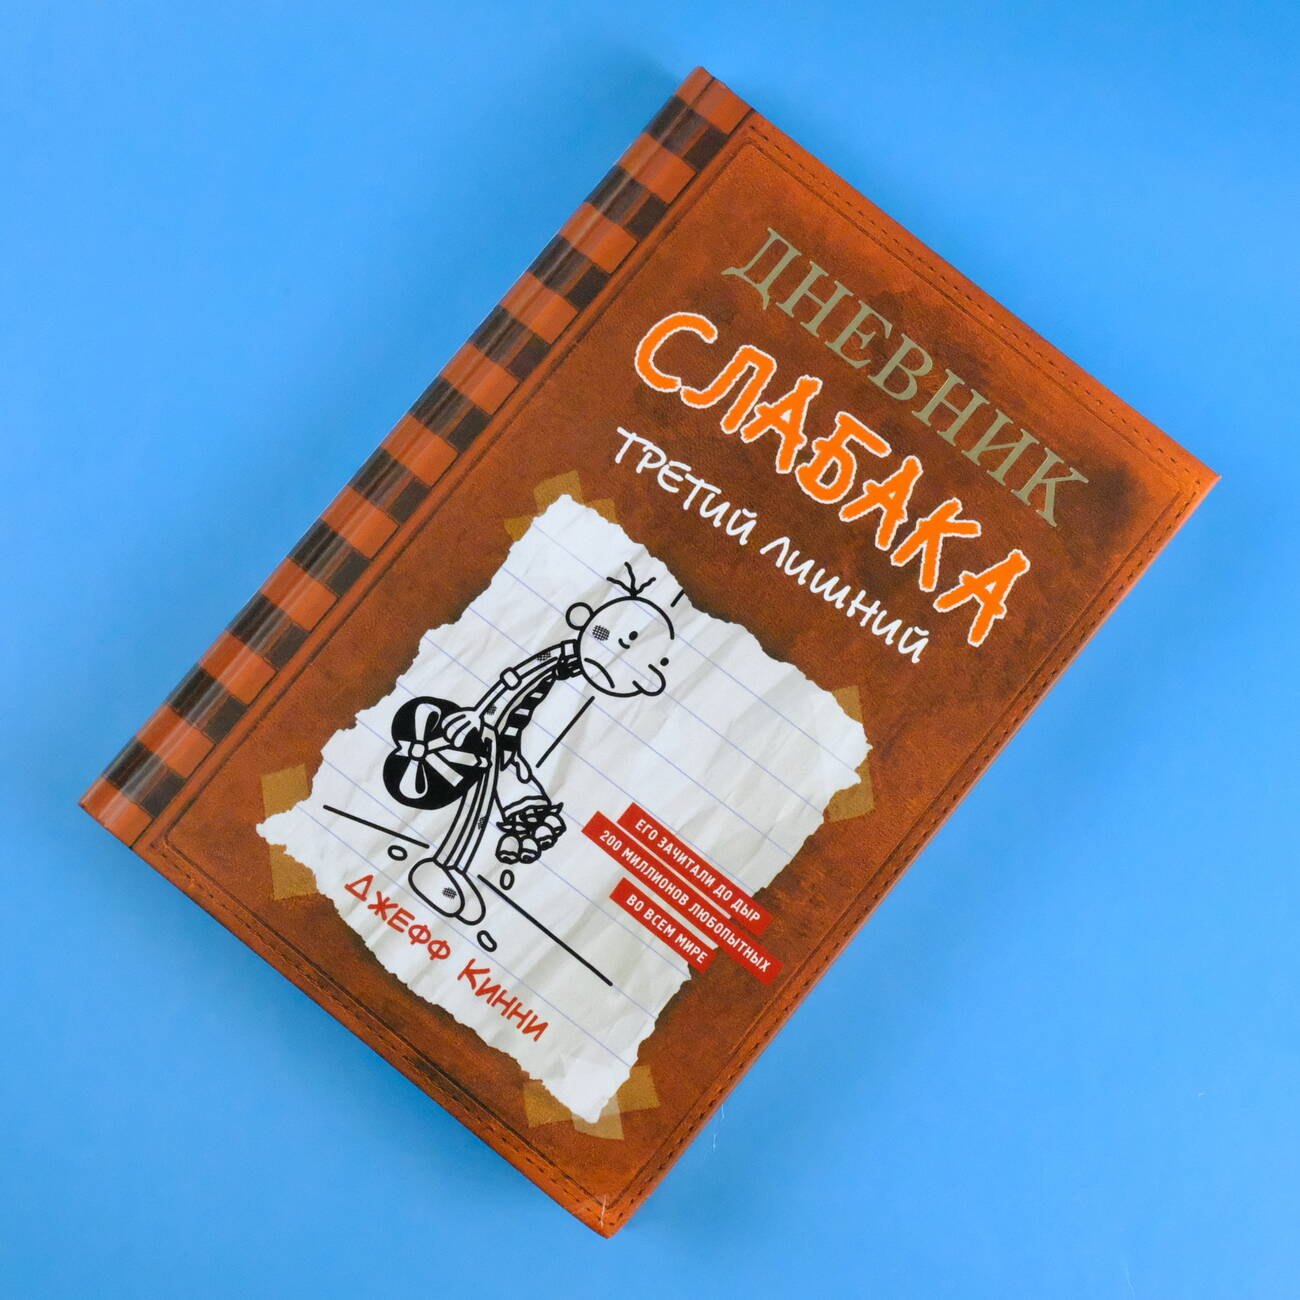 ДНЕВНИК
СЛАБАКА
ТРЕТИЙ ЛИШНИЙ
ЕГО ЗАЧИТАЛИ ДО ДЫР
200 МИЛЛИОНОВ ЛЮБОПЫТНЫХ
ВО ВСЕМ МИРЕ
ДЖЕФФ КИННИ